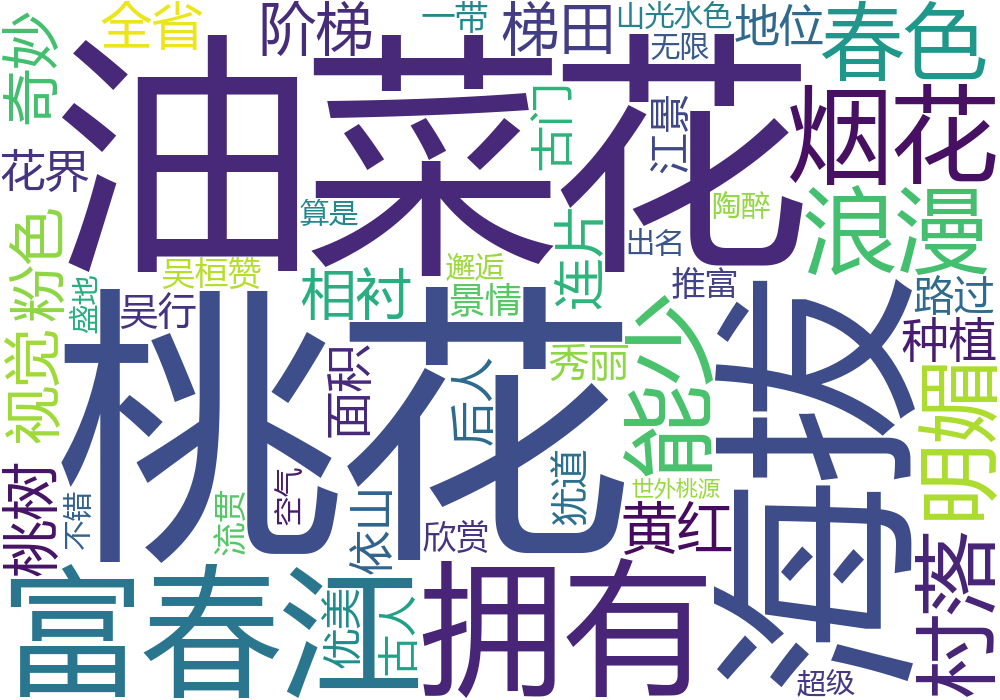 全省
阶梯
一带
梯田
山光水色
无限
地位
春色
奇妙
油菜花
古门
江景
烟花
花界
算是
陶醉
浪漫
粉色
连片
出名
吴桓赞
相衬
邂逅
景情
推富
路过
盛地
吴行
桃花
能少
海拔
种植
视觉
面积
后人
秀丽
明媚
桃树
不错
流贯
空气
依山
欣赏
犹道
世外桃源
黄红
村落
富春江
优美
古人
拥有
超级